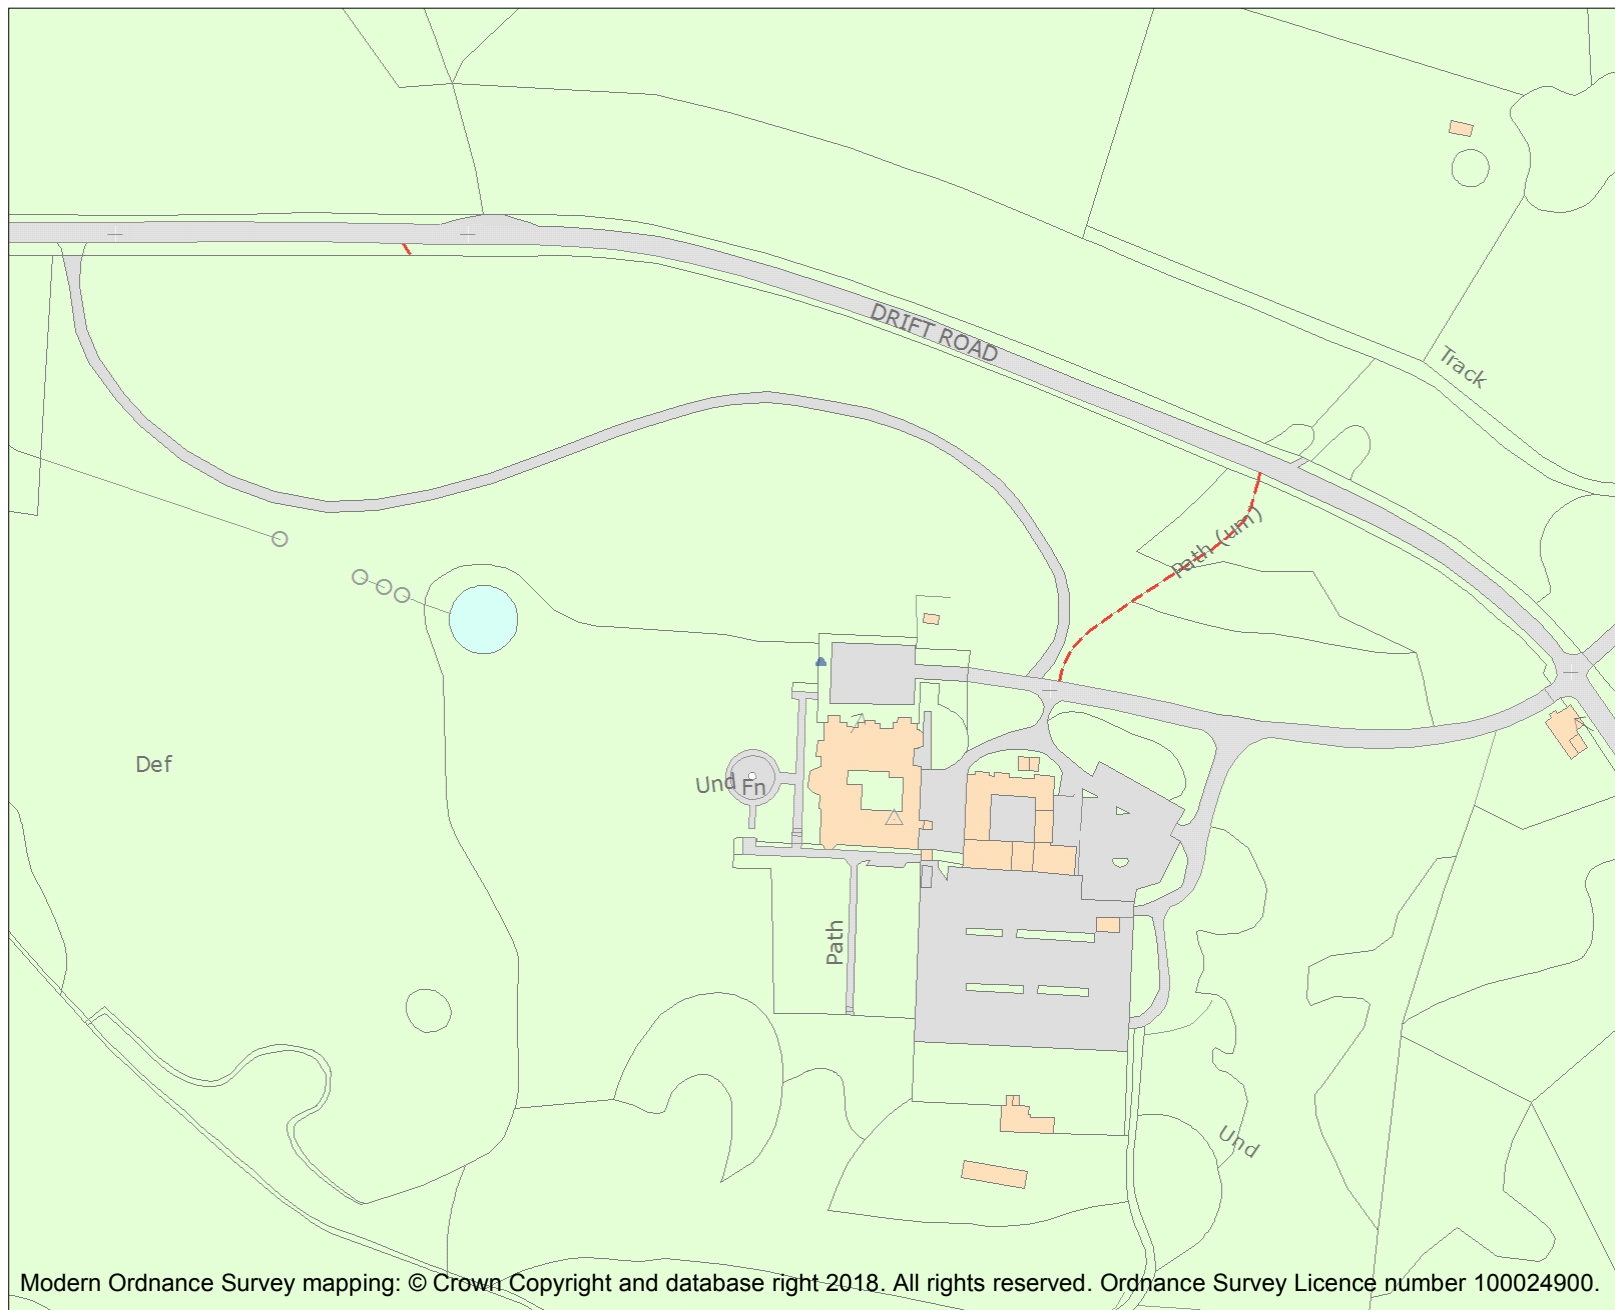 DRIFT ROAD
Track
Path (um)
Def
Und
Fn
Path
Und
Modern Ordnance Survey mapping: © Crown Copyright and database right 2018. All rights reserved. Ordnance Survey Licence number 100024900.